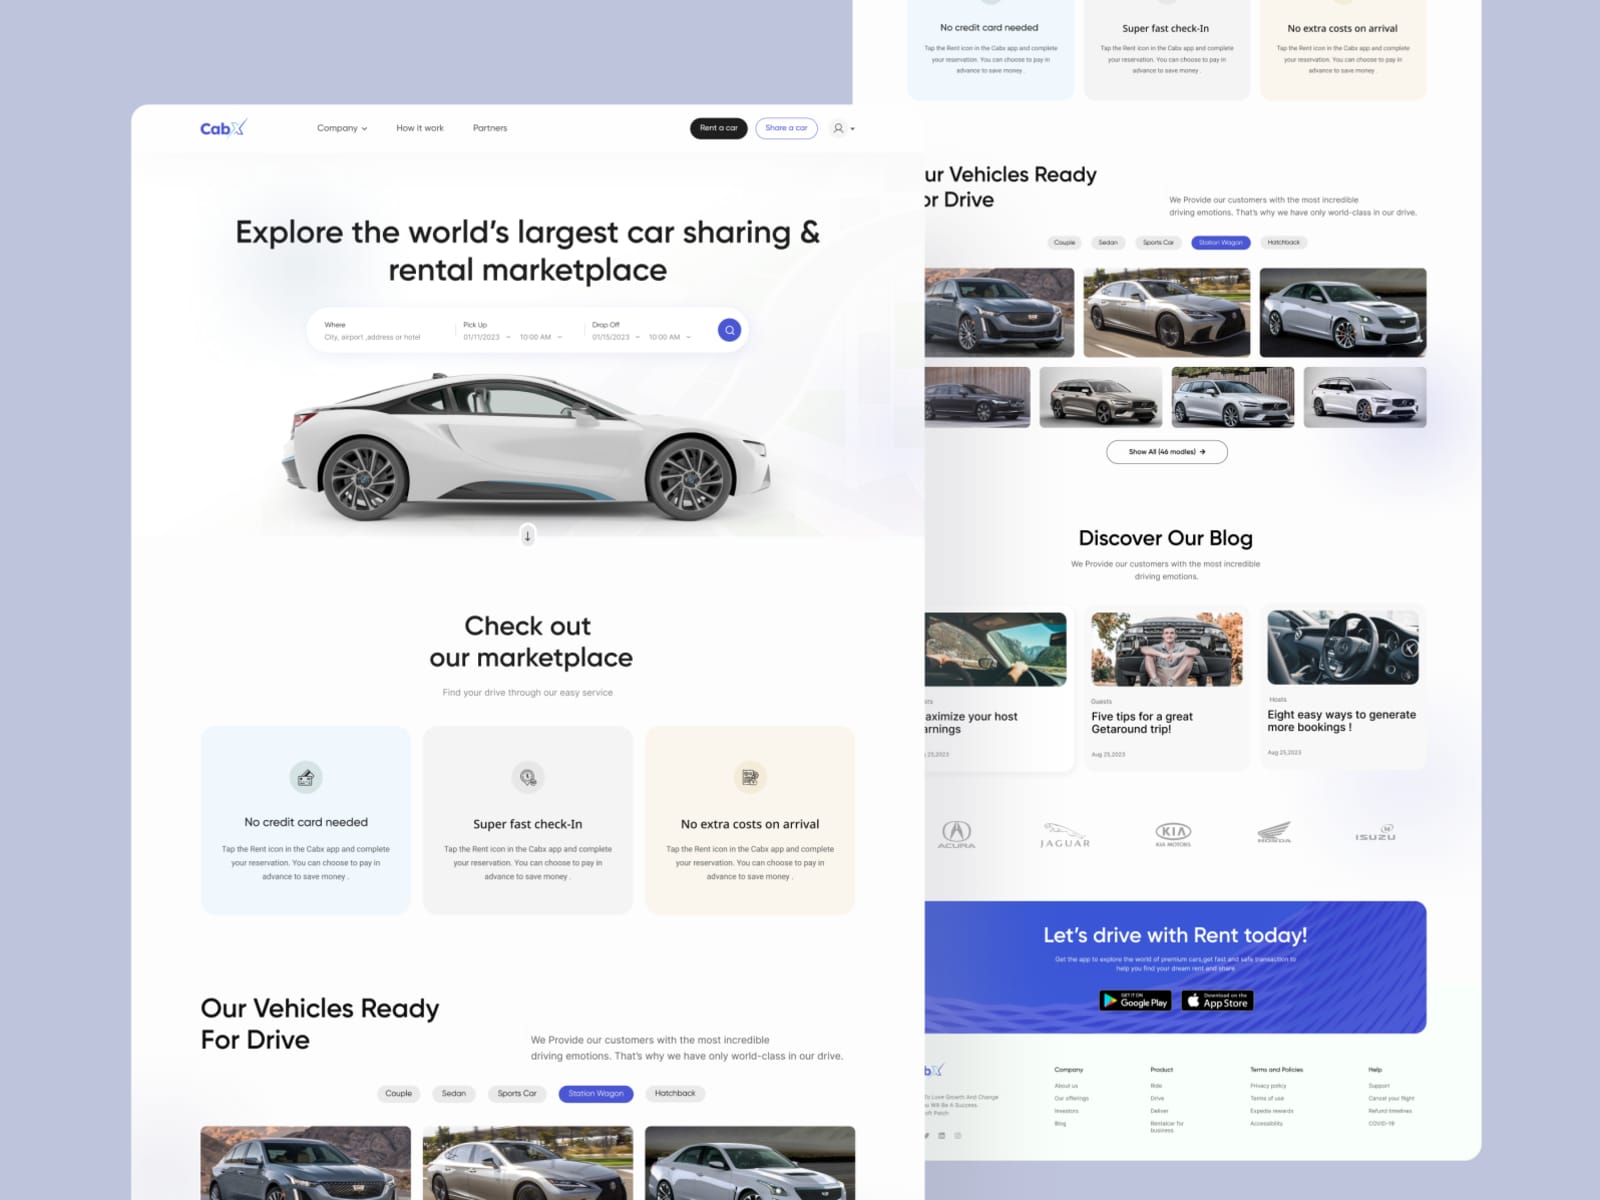 CabX
Company
How it work
Partners
Rent a car
Share a car
Explore the world's largest car sharing &
rental marketplace
Where
City, airport ,address or hotel
Pick Up
01/11/2023
10:00 AM
Drop Off
01/15/2023
10:00 AM
Check out
our marketplace
Find your drive through our easy service
No credit card needed
Tap the Rent icon in the Cabx app and complete
your reservation. You can choose to pay in
advance to save money .
Super fast check-In
Tap the Rent icon in the Cabx app and complete
your reservation. You can choose to pay in
advance to save money .
No extra costs on arrival
Tap the Rent icon in the Cabx app and complete
your reservation. You can choose to pay in
advance to save money .
Our Vehicles Ready
For Drive
We Provide our customers with the most incredible
driving emotions. That's why we have only world-class in our drive.
Couple
Sedan
Sports Car
Station Wagon
Hatchback
No credit card needed
Tap the Rent icon in the Cabx app and complete
your reservation. You can choose to pay in
advance to save money .
Super fast check-In
Tap the Rent icon in the Cabx app and complete
your reservation. You can choose to pay in
advance to save money .
No extra costs on arrival
Tap the Rent icon in the Cabx app and complete
your reservation. You can choose to pay in
advance to save money .
ur Vehicles Ready
or Drive
We Provide our customers with the most incredible
driving emotions. That's why we have only world-class in our drive.
Couple
Sedan
Sports Car
Station Wagon
Hatchback
Show All (46 modles)
Discover Our Blog
We Provide our customers with the most incredible
driving emotions.
sts
aximize your host
arnings
25,2023
Guests
Five tips for a great
Getaround trip!
Aug 25,2023
Hosts
Eight easy ways to generate
more bookings !
Aug 25,2023
ACURA
JAGUAR
KIA
KIA MOTORS
HONDA
ISUZU
Let's drive with Rent today!
Get the app to explore the world of premium cars,get fast and safe transaction to
help you find your dream rent and share
GET IT ON
Google Play
Download on the
App Store
bX
To Love Growth And Change
u Will Be A Success.
oft Patch
Company
About us
Our offerings
Investors
Blog
Product
Ride
Drive
Deliver
Rentalcar for
business
Terms and Policies
Privacy policy
Terms of use
Expedia rewards
Accessibility
Help
Support
Cancel your flight
Refund timelines
COVID-19